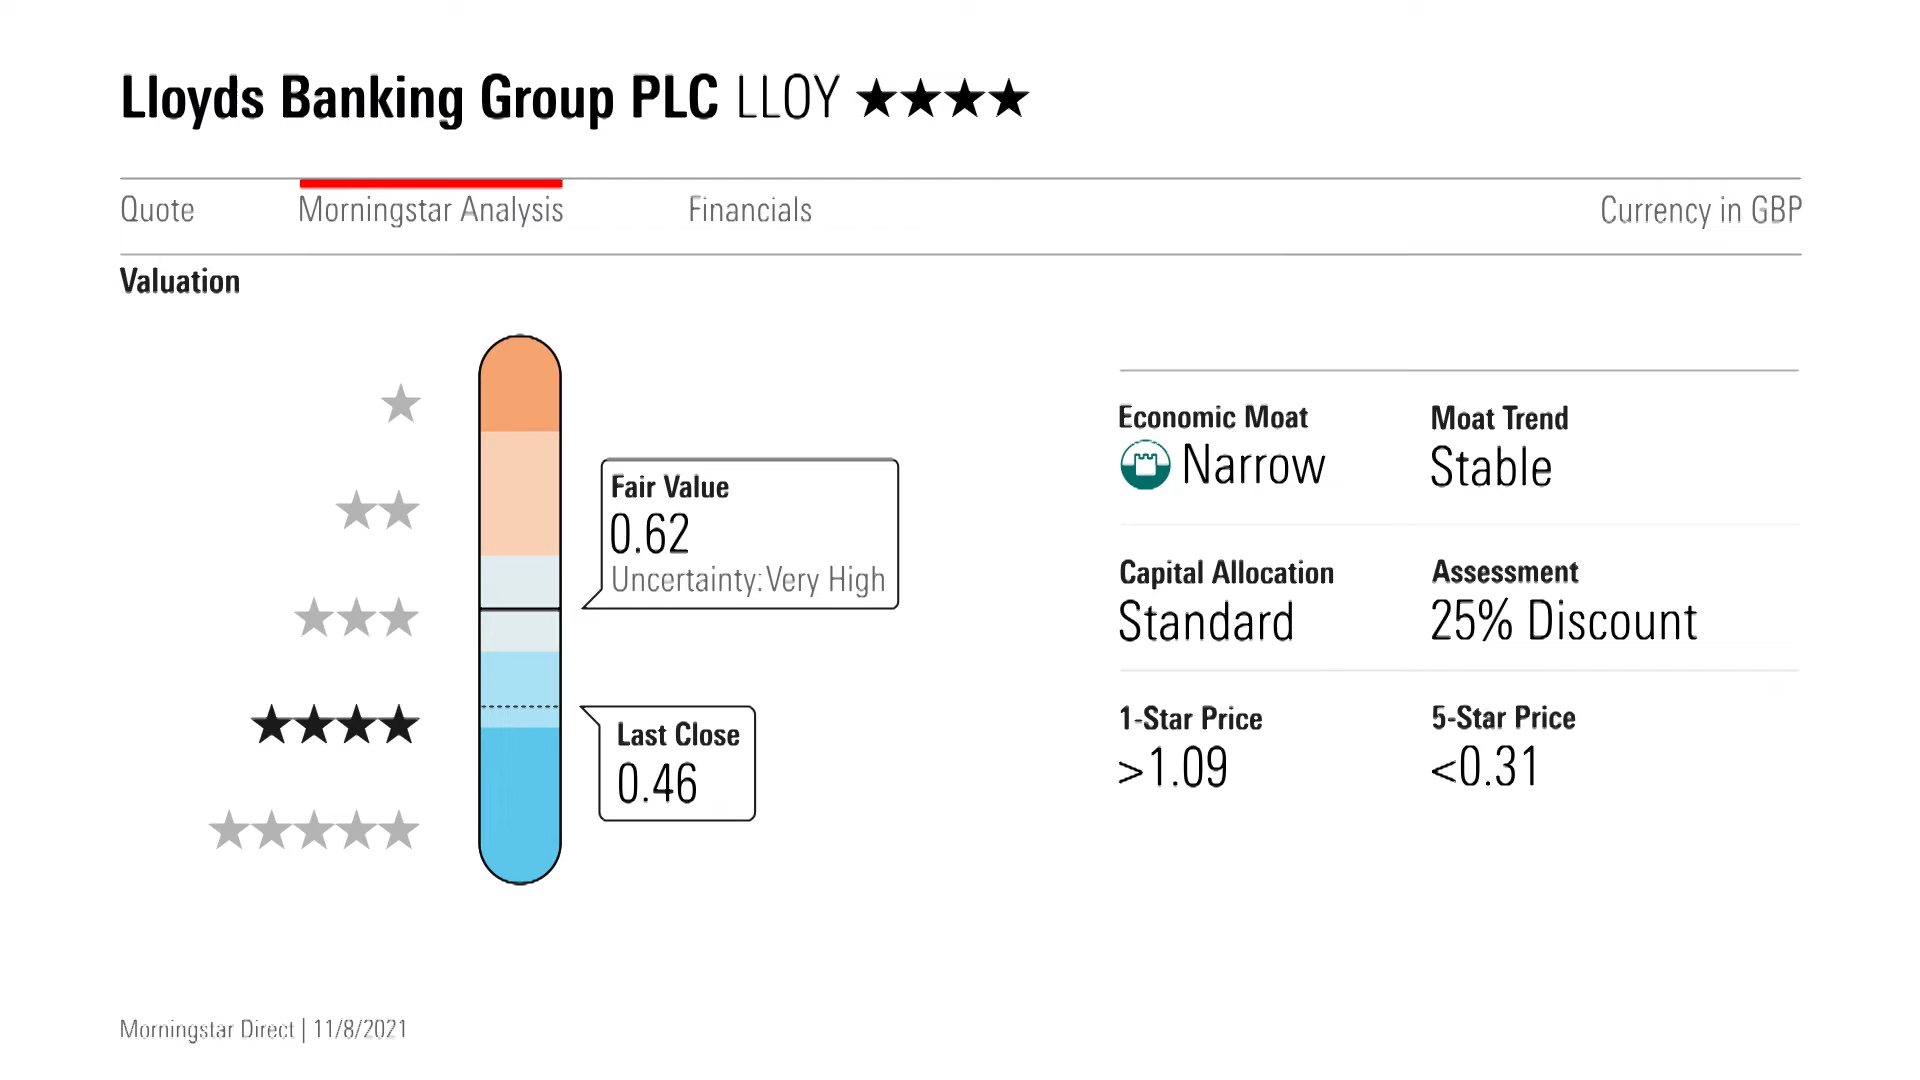 Lloyds Banking Group PLC LLOY ★★★★
Quote
Morningstar Analysis
Financials
Currency in GBP
Valuation
Fair Value
0.62
Uncertainty: Very High
Last Close
0.46
Economic Moat
Narrow
Moat Trend
Stable
Capital Allocation
Standard
Assessment
25% Discount
1-Star Price
>1.09
5-Star Price
<0.31
Morningstar Direct | 11/8/2021